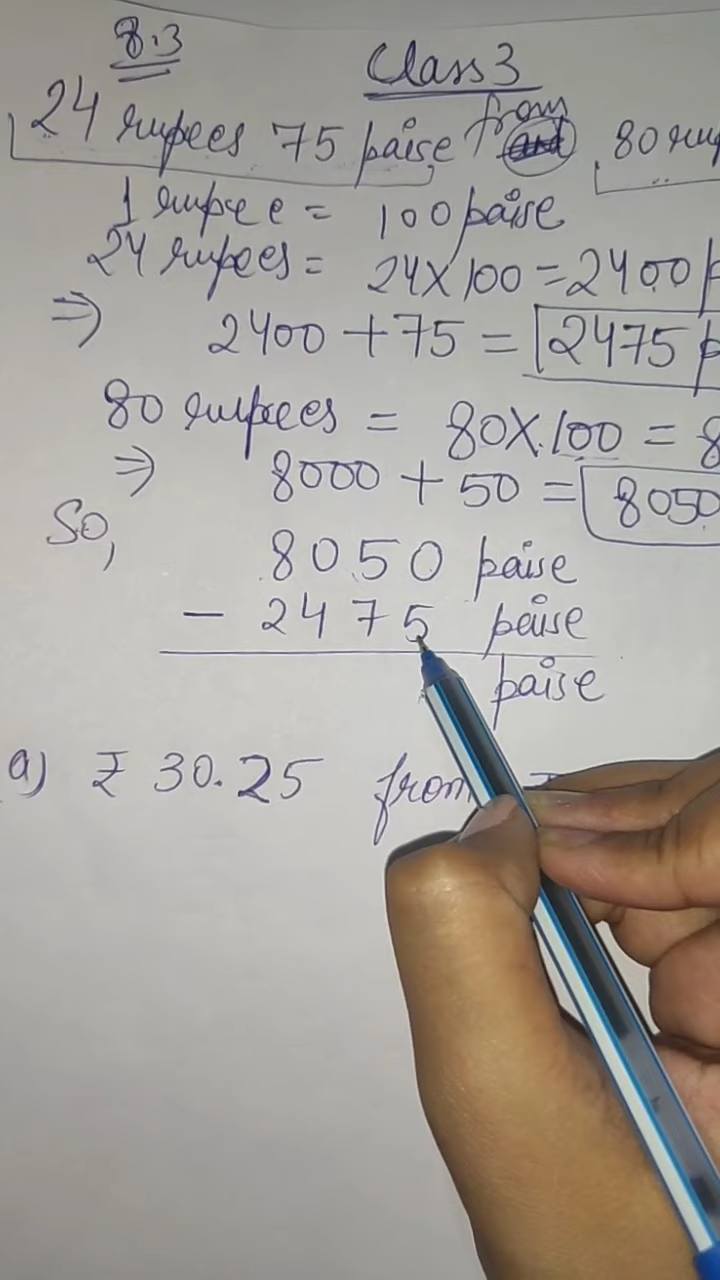 8.3
Class 3
24 rupees 75 paise from 80 rup
1 rupee = 100 paise
24 rupees = 24×100 = 2400 p
⇒ 2400 + 75 = 2475 p
80 rupees = 80×100 = 8
⇒ 8000 + 50 = 8050
So,
8050 paise
- 2475 paise
paise
a) ₹ 30.25 from